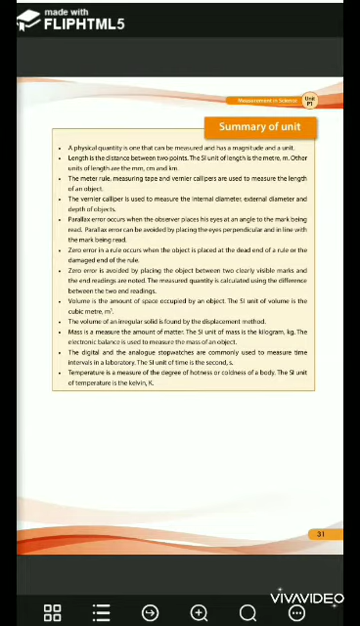 made with
FLIPHTML5
Measurement in Science
Unit
P1
Summary of unit
• A physical quantity is one that can be measured and has a magnitude and a unit.
• Length is the distance between two points. The SI unit of length is the metre, m. Other
units of length are the mm, cm and km.
• The meter rule, measuring tape and vernier callipers are used to measure the length
of an object.
• The vernier calliper is used to measure the internal diameter, external diameter and
depth of objects.
• Parallax error occurs when the observer places his eyes at an angle to the mark being
read. Parallax error can be avoided by placing the eyes perpendicular and in line with
the mark being read.
• Zero error in a rule occurs when the object is placed at the dead end of a rule or the
damaged end of the rule.
• Zero error is avoided by placing the object between two clearly visible marks and
the end readings are noted. The measured quantity is calculated using the difference
between the two end readings.
• Volume is the amount of space occupied by an object. The SI unit of volume is the
cubic metre, m³.
• The volume of an irregular solid is found by the displacement method.
• Mass is a measure the amount of matter. The SI unit of mass is the kilogram, kg. The
electronic balance is used to measure the mass of an object.
• The digital and the analogue stopwatches are commonly used to measure time
intervals in a laboratory. The SI unit of time is the second, s.
• Temperature is a measure of the degree of hotness or coldness of a body. The SI unit
of temperature is the kelvin, K.
31
VIVAVIDEO